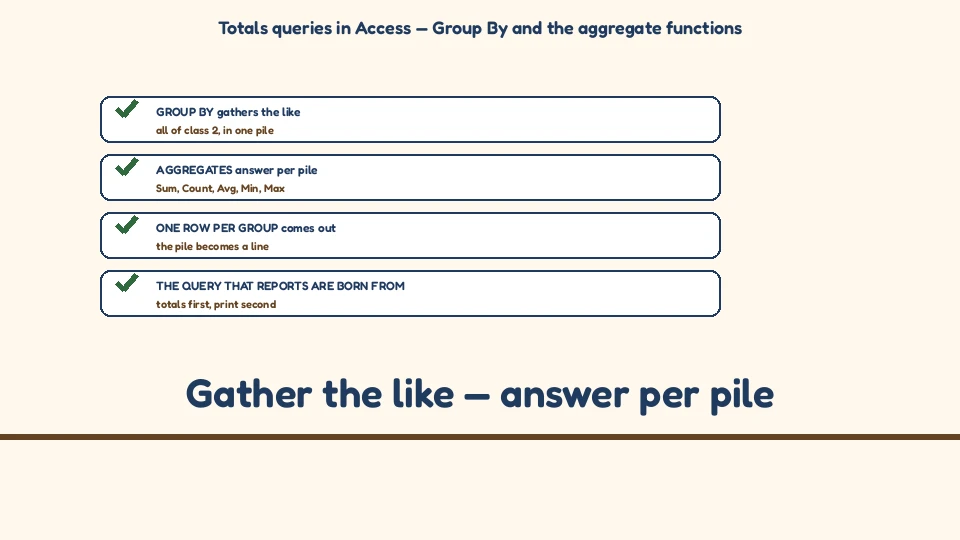 Totals queries in Access — Group By and the aggregate functions
GROUP BY gathers the like
all of class 2, in one pile
AGGREGATES answer per pile
Sum, Count, Avg, Min, Max
ONE ROW PER GROUP comes out
the pile becomes a line
THE QUERY THAT REPORTS ARE BORN FROM
totals first, print second
Gather the like — answer per pile